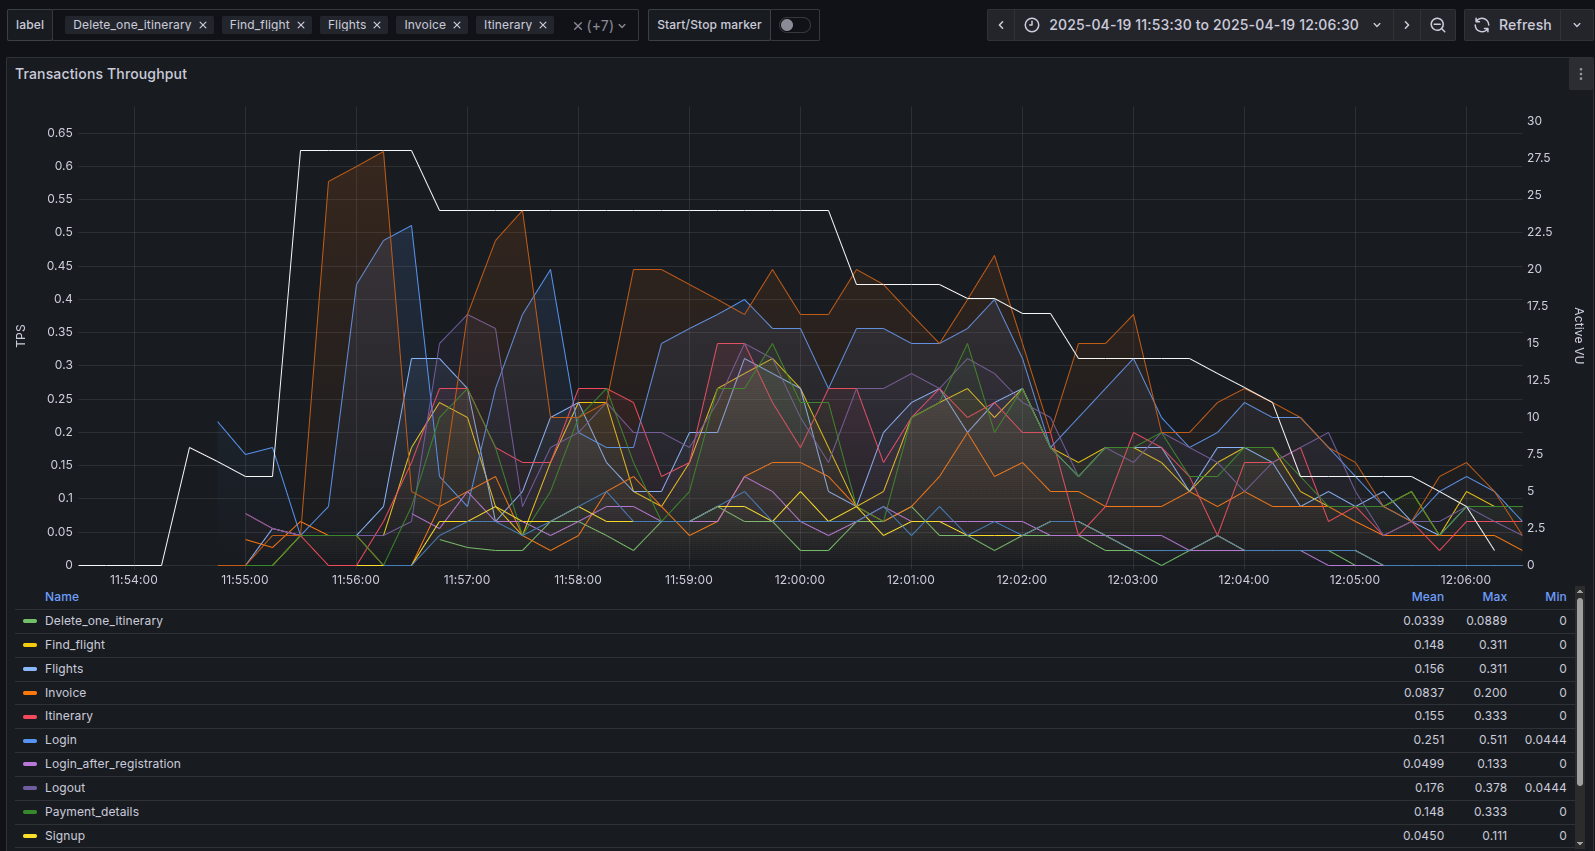 label Delete_one_itinerary × Find_flight × Flights × Invoice × Itinerary × × (+7) Start/Stop marker 2025-04-19 11:53:30 to 2025-04-19 12:06:30 Refresh
Transactions Throughput
TPS
0.65
0.6
0.55
0.5
0.45
0.4
0.35
0.3
0.25
0.2
0.15
0.1
0.05
0
30
27.5
25
22.5
20
17.5
15
12.5
10
7.5
5
2.5
0
Active VU
11:54:00 11:55:00 11:56:00 11:57:00 11:58:00 11:59:00 12:00:00 12:01:00 12:02:00 12:03:00 12:04:00 12:05:00 12:06:00
Name Mean Max Min
Delete_one_itinerary 0.0339 0.0889 0
Find_flight 0.148 0.311 0
Flights 0.156 0.311 0
Invoice 0.0837 0.200 0
Itinerary 0.155 0.333 0
Login 0.251 0.511 0.0444
Login_after_registration 0.0499 0.133 0
Logout 0.176 0.378 0.0444
Payment_details 0.148 0.333 0
Signup 0.0450 0.111 0